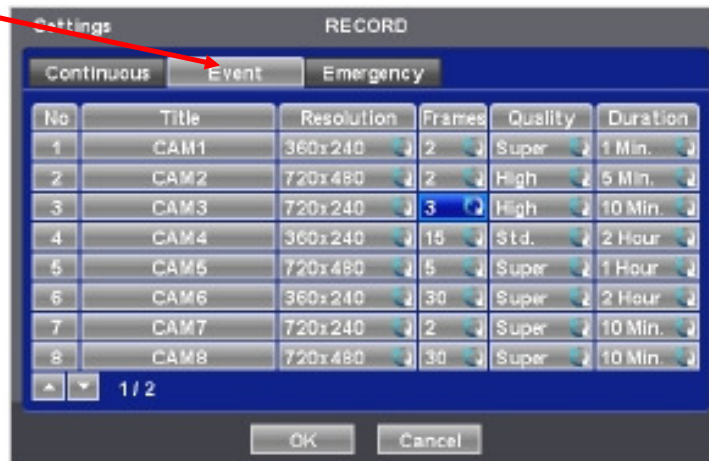 Settings RECORD
Continuous Event Emergency
No Title Resolution Frames Quality Duration
1 CAM1 360x240 2 Super 1 Min.
2 CAM2 720x480 2 High 5 Min.
3 CAM3 720x240 3 High 10 Min.
4 CAM4 360x240 15 Std. 2 Hour
5 CAM5 720x480 5 Super 1 Hour
6 CAM6 360x240 30 Super 2 Hour
7 CAM7 720x240 2 Super 10 Min.
8 CAM8 720x480 30 Super 10 Min.
1 / 2
OK Cancel